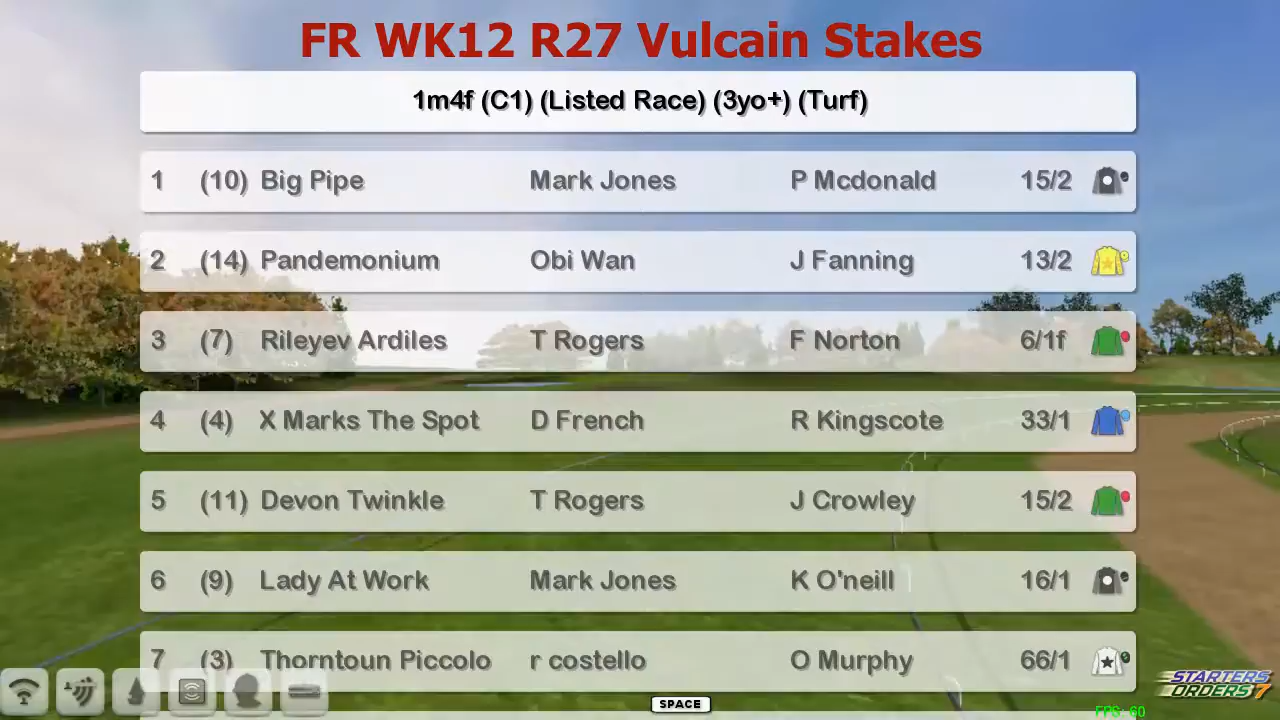 FR WK12 R27 Vulcain Stakes
1m4f (C1) (Listed Race) (3yo+) (Turf)
1 (10) Big Pipe Mark Jones P Mcdonald 15/2
2 (14) Pandemonium Obi Wan J Fanning 13/2
3 (7) Rileyev Ardiles T Rogers F Norton 6/1f
4 (4) X Marks The Spot D French R Kingscote 33/1
5 (11) Devon Twinkle T Rogers J Crowley 15/2
6 (9) Lady At Work Mark Jones K O'neill 16/1
7 (3) Thorntoun Piccolo r costello O Murphy 66/1
SPACE
STARTERS
ORDERS 7
FPS: 60